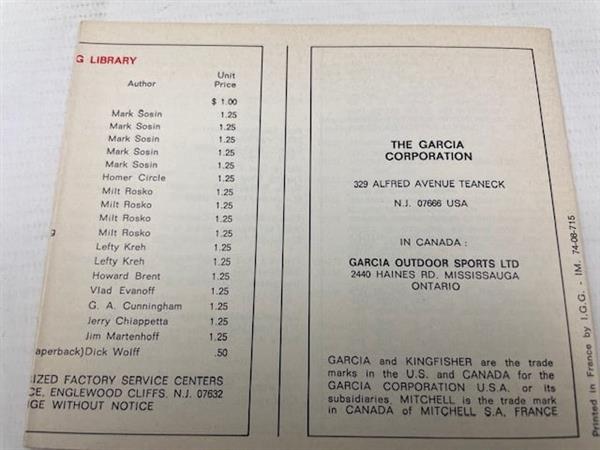 G LIBRARY
Author Unit Price
$ 1.00
Mark Sosin 1.25
Mark Sosin 1.25
Mark Sosin 1.25
Mark Sosin 1.25
Mark Sosin 1.25
Homer Circle 1.25
Milt Rosko 1.25
Milt Rosko 1.25
Milt Rosko 1.25
g Milt Rosko 1.25
Lefty Kreh 1.25
Lefty Kreh 1.25
Howard Brent 1.25
Vlad Evanoff 1.25
G. A. Cunningham 1.25
Jerry Chiappetta 1.25
Jim Martenhoff 1.25
aperback) Dick Wolff .50
RIZED FACTORY SERVICE CENTERS
CE, ENGLEWOOD CLIFFS. N.J. 07632
NGE WITHOUT NOTICE
THE GARCIA
CORPORATION
329 ALFRED AVENUE TEANECK
N.J. 07666 USA
IN CANADA :
GARCIA OUTDOOR SPORTS LTD
2440 HAINES RD. MISSISSAUGA
ONTARIO
GARCIA and KINGFISHER are the trade
marks in the U.S. and CANADA for the
GARCIA CORPORATION U.S.A. or its
subsidiaries. MITCHELL is the trade mark
in CANADA of MITCHELL S.A. FRANCE
Printed in France by I.G.G. - IM. 74-08-715